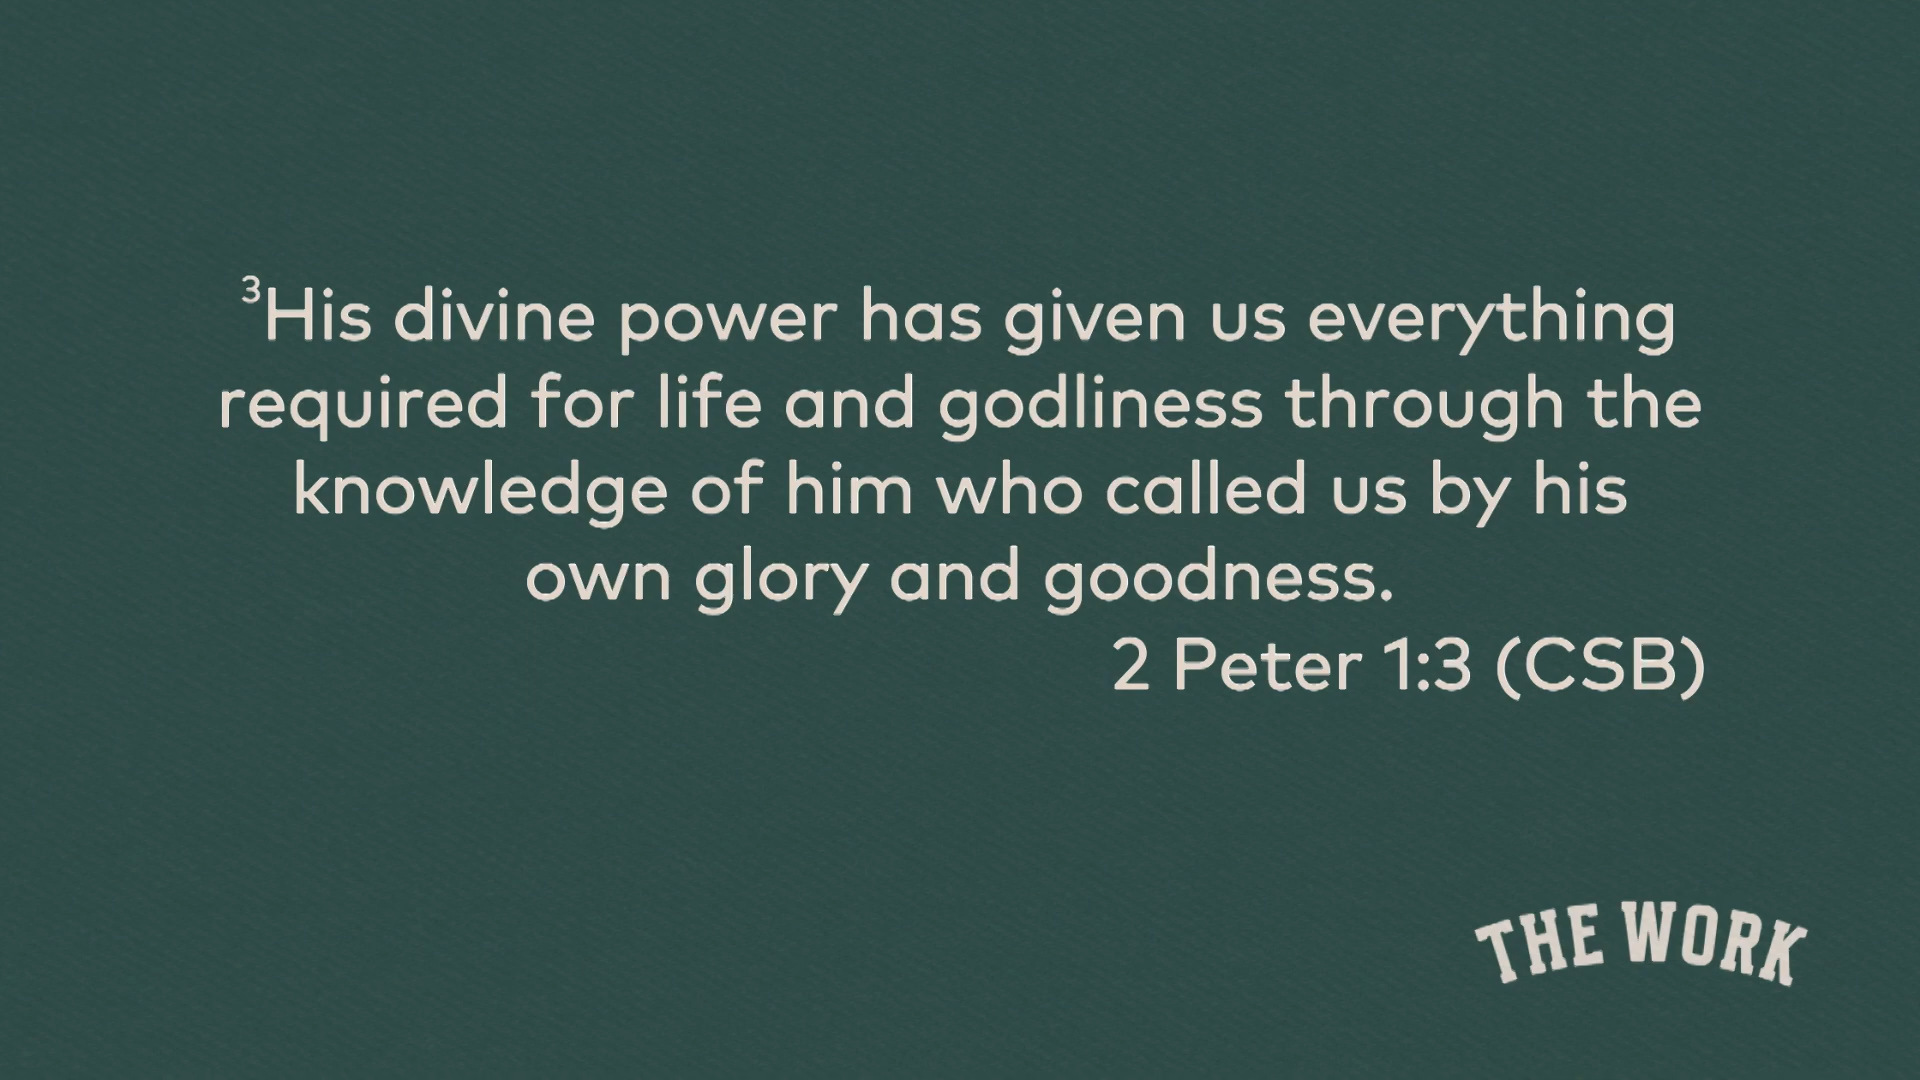 ³His divine power has given us everything
required for life and godliness through the
knowledge of him who called us by his
own glory and goodness.
2 Peter 1:3 (CSB)
THE WORK